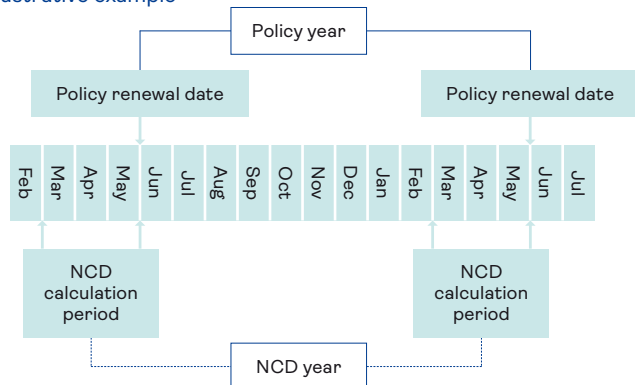 Policy year
Policy renewal date
Policy renewal date
Feb
Mar
Apr
May
Jun
Jul
Aug
Sep
Oct
Nov
Dec
Jan
Feb
Mar
Apr
May
Jun
Jul
NCD
calculation
period
NCD
calculation
period
NCD year